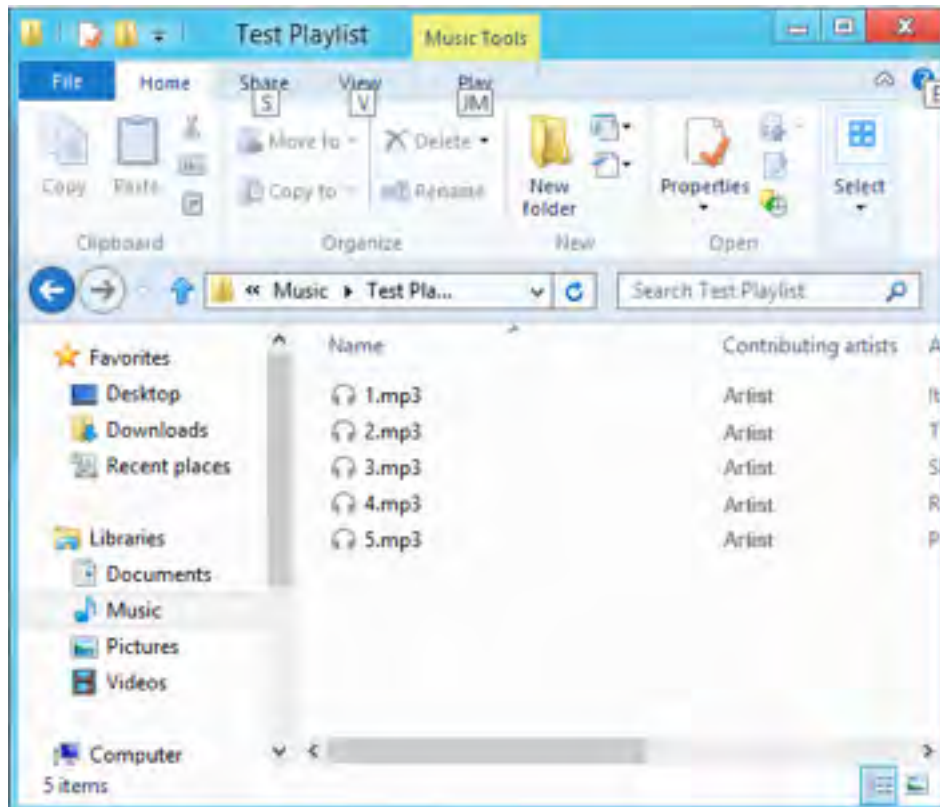 Test Playlist Music Tools
File Home Share View Play
S V JM E
Move to Delete
Copy Paste Copy to Rename New folder Properties Select
Clipboard Organize New Open
« Music Test Pla... Search Test Playlist
Name Contributing artists A
Favorites
Desktop 1.mp3 Artist It
Downloads 2.mp3 Artist T
Recent places 3.mp3 Artist S
4.mp3 Artist R
Libraries 5.mp3 Artist P
Documents
Music
Pictures
Videos
Computer
5 items